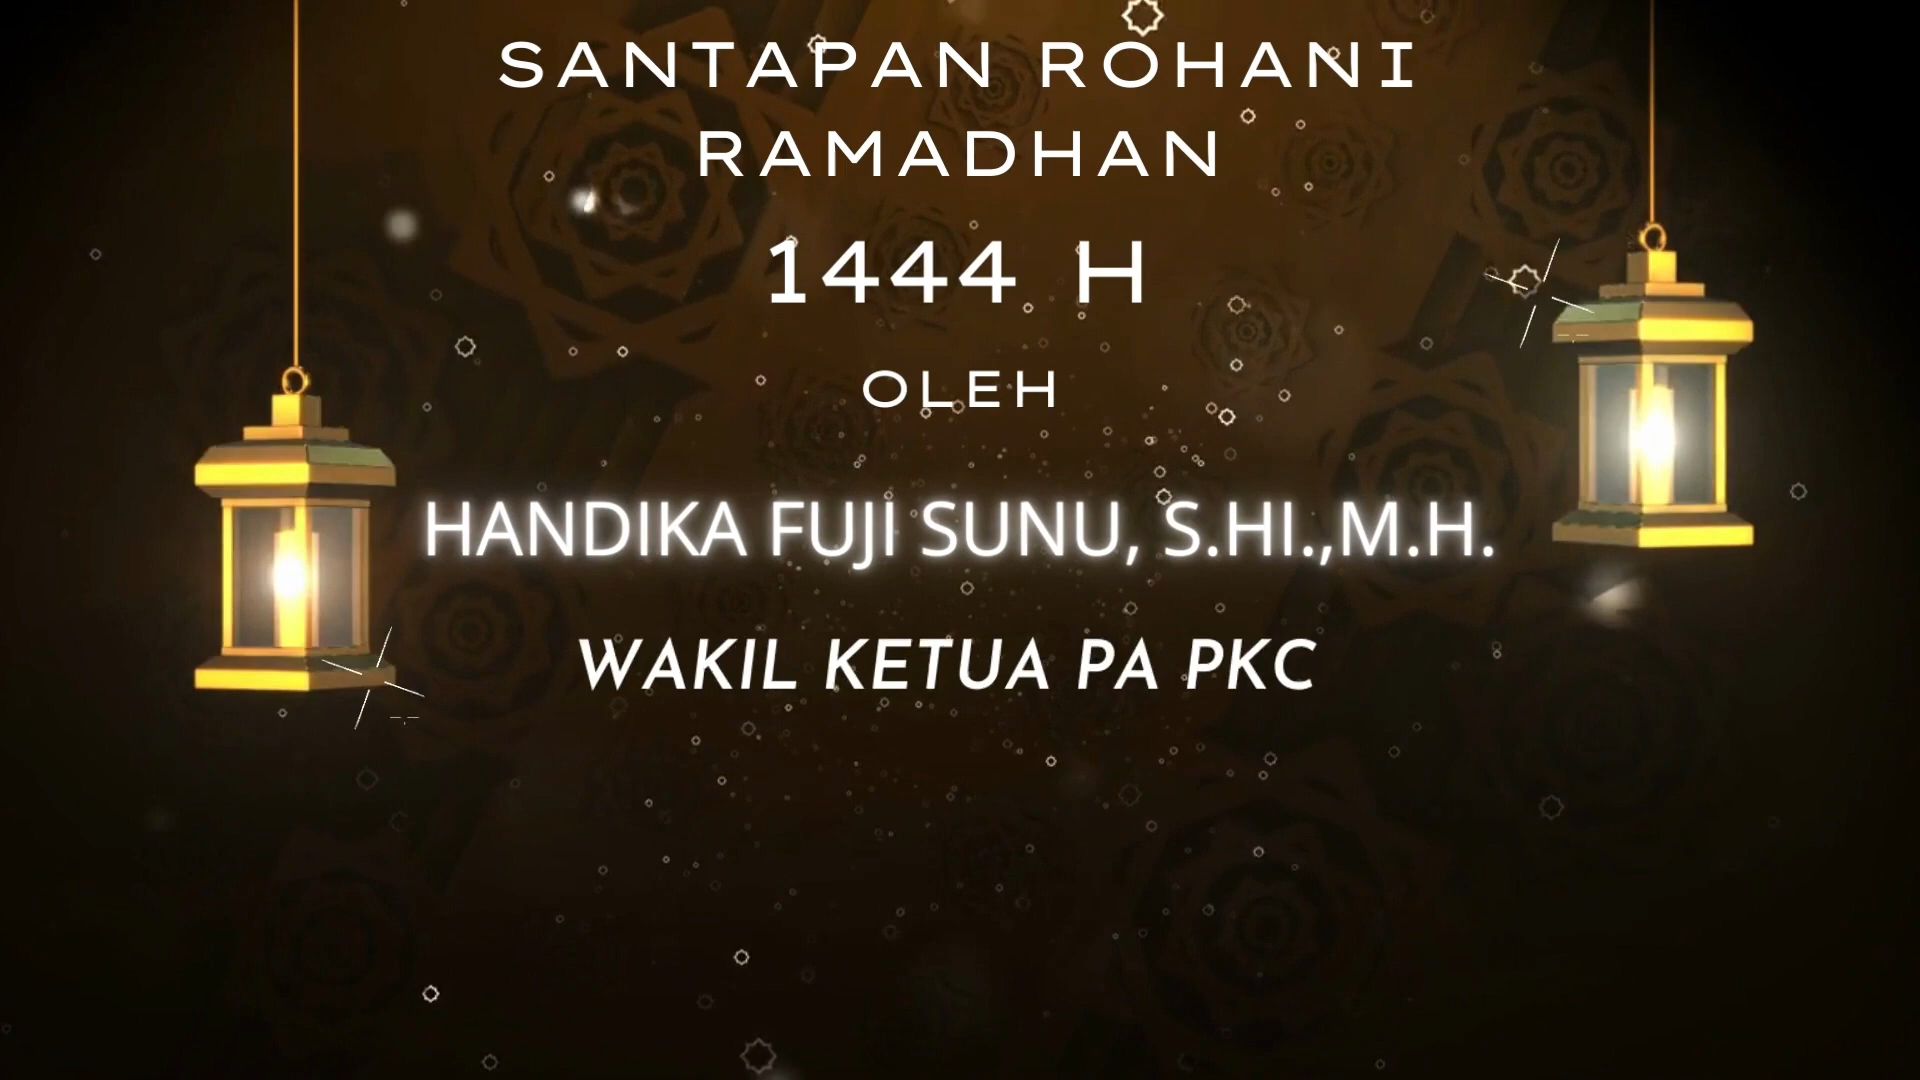 SANTAPAN ROHANI
RAMADHAN
1444 H
OLEH
HANDIKA FUJI SUNU, S.HI.,M.H.
WAKIL KETUA PA PKC